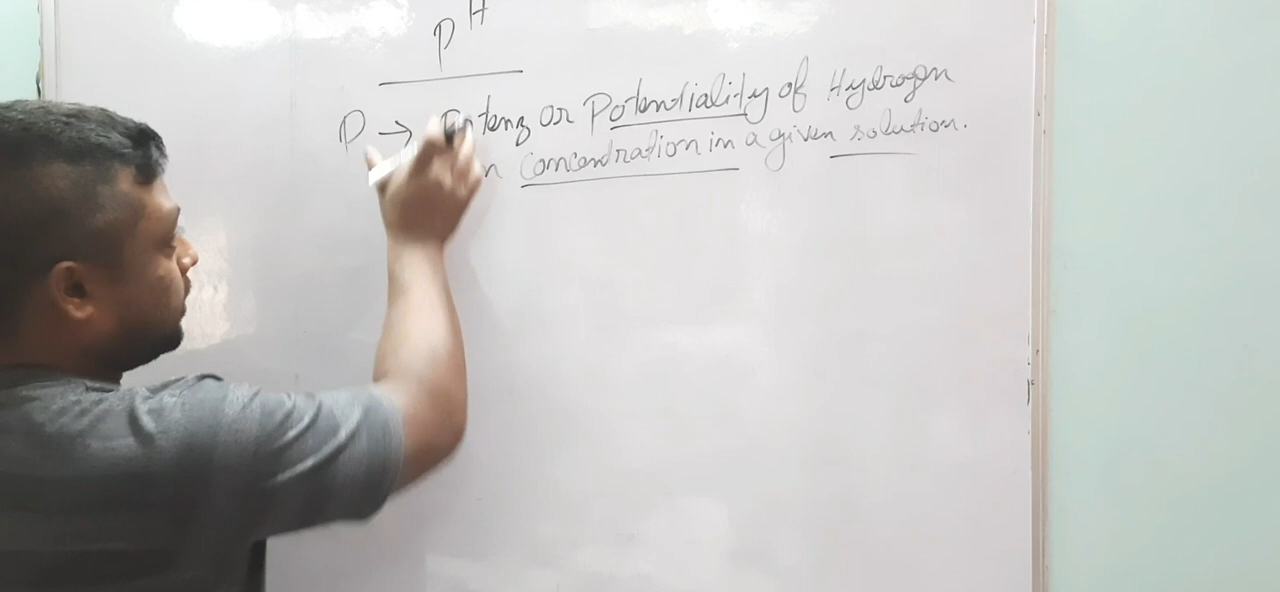 pH
P → Potenz or Potentiality of Hydrogen
concentration in a given solution.